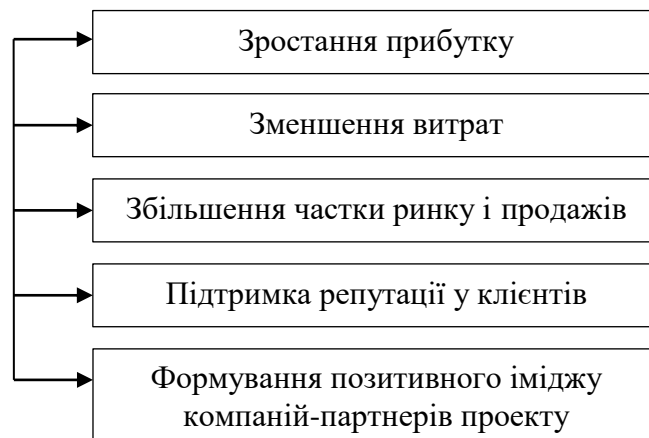 Зростання прибутку
Зменшення витрат
Збільшення частки ринку і продажів
Підтримка репутації у клієнтів
Формування позитивного іміджу
компаній-партнерів проекту